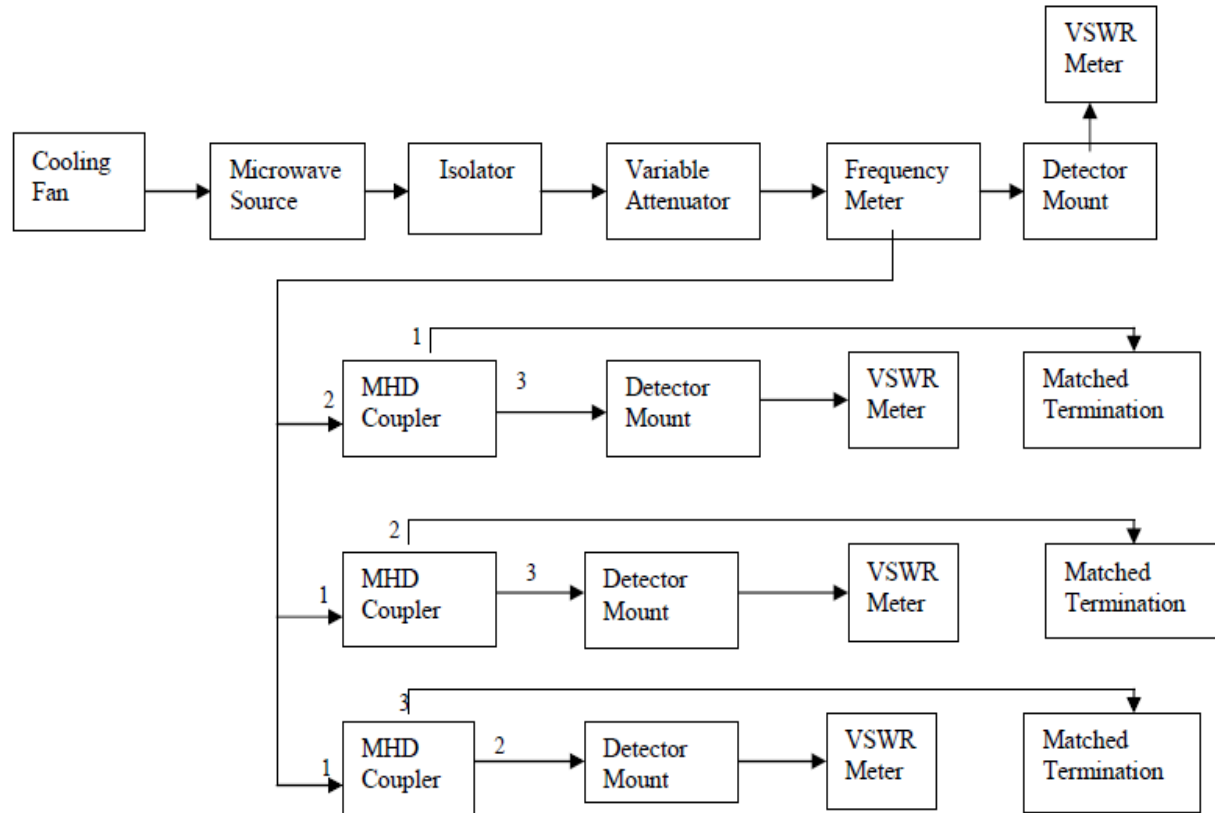 VSWR
Meter
Cooling
Fan
Microwave
Source
Isolator
Variable
Attenuator
Frequency
Meter
Detector
Mount
1
2
MHD
Coupler
3
Detector
Mount
VSWR
Meter
Matched
Termination
2
1
MHD
Coupler
3
Detector
Mount
VSWR
Meter
Matched
Termination
3
1
MHD
Coupler
2
Detector
Mount
VSWR
Meter
Matched
Termination